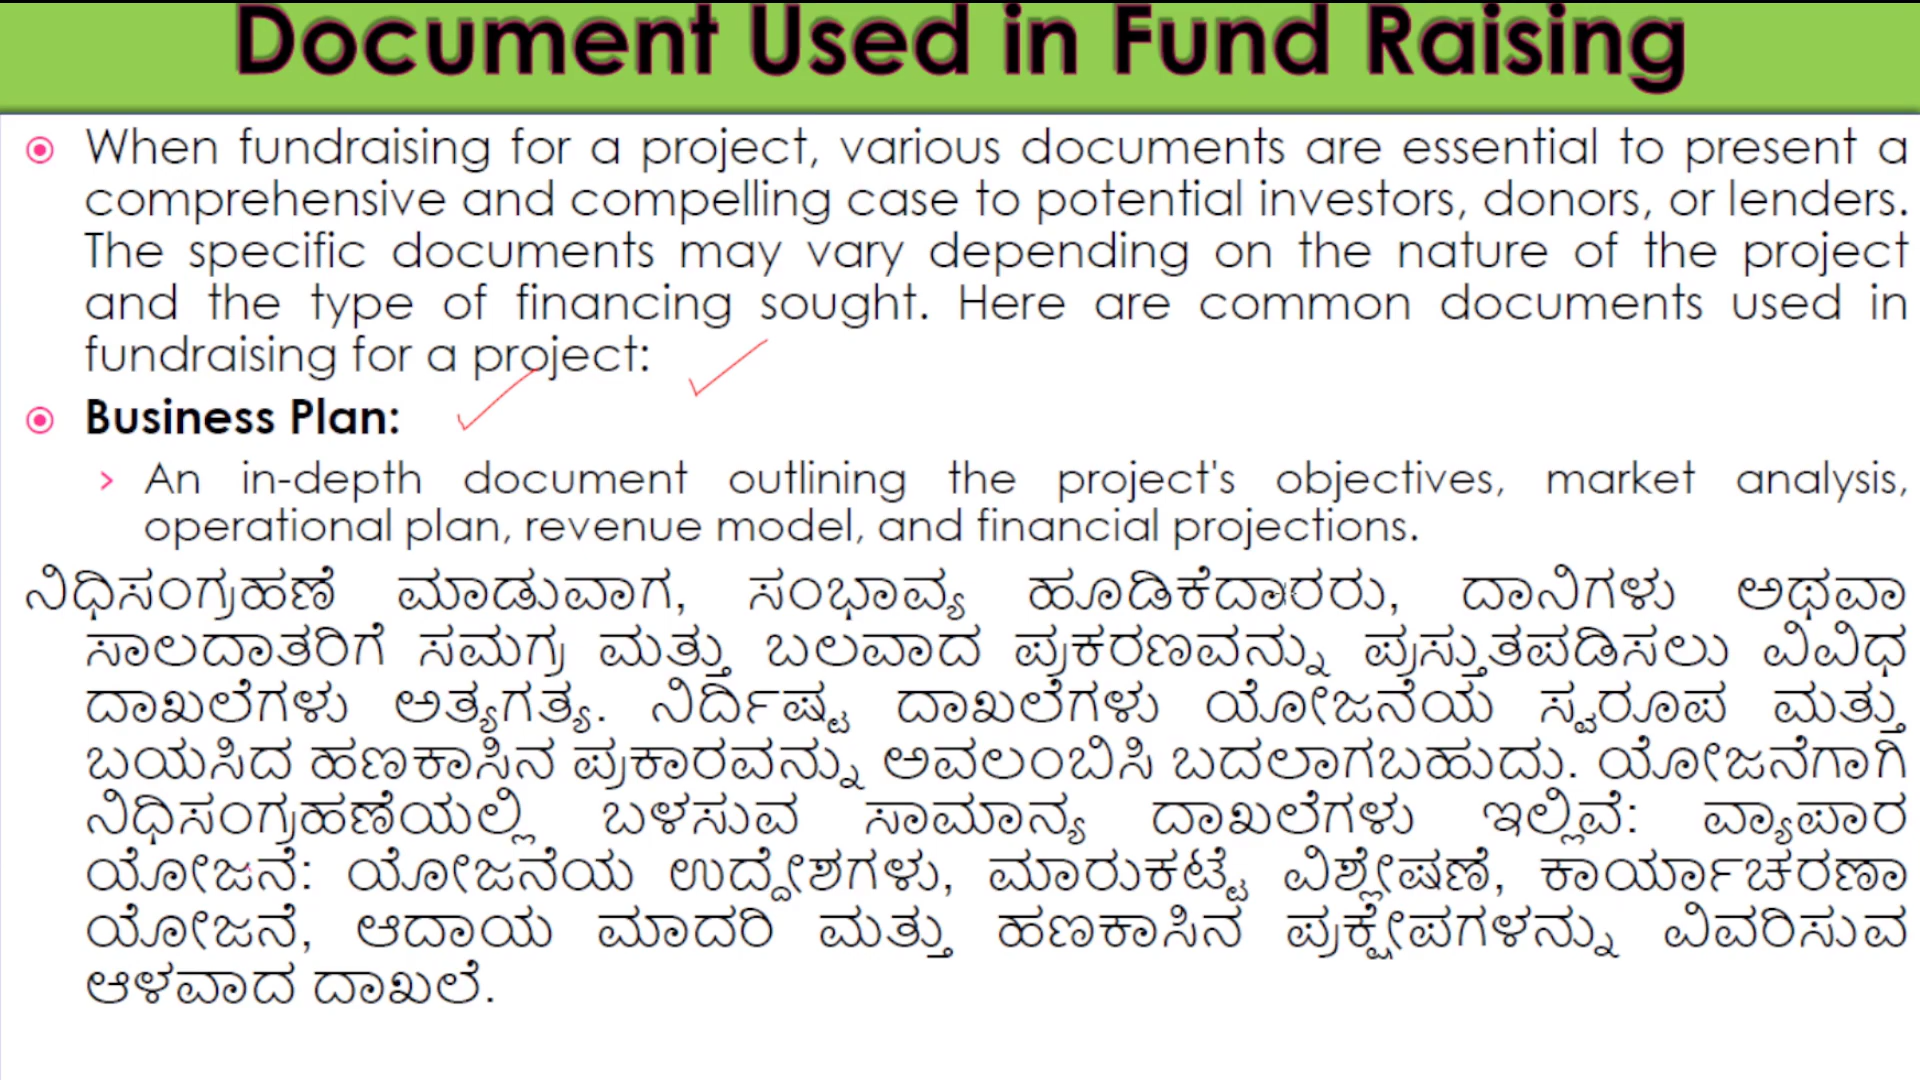 Document Used in Fund Raising
When fundraising for a project, various documents are essential to present a
comprehensive and compelling case to potential investors, donors, or lenders.
The specific documents may vary depending on the nature of the project
and the type of financing sought. Here are common documents used in
fundraising for a project:
Business Plan:
An in-depth document outlining the project's objectives, market analysis,
operational plan, revenue model, and financial projections.
ನಿಧಿಸಂಗ್ರಹಣೆ ಮಾಡುವಾಗ, ಸಂಭಾವ್ಯ ಹೂಡಿಕೆದಾರರು, ದಾನಿಗಳು ಅಥವಾ
ಸಾಲದಾತರಿಗೆ ಸಮಗ್ರ ಮತ್ತು ಬಲವಾದ ಪ್ರಕರಣವನ್ನು ಪ್ರಸ್ತುತಪಡಿಸಲು ವಿವಿಧ
ದಾಖಲೆಗಳು ಅತ್ಯಗತ್ಯ. ನಿರ್ದಿಷ್ಟ ದಾಖಲೆಗಳು ಯೋಜನೆಯ ಸ್ವರೂಪ ಮತ್ತು
ಬಯಸಿದ ಹಣಕಾಸಿನ ಪ್ರಕಾರವನ್ನು ಅವಲಂಬಿಸಿ ಬದಲಾಗಬಹುದು. ಯೋಜನೆಗಾಗಿ
ನಿಧಿಸಂಗ್ರಹಣೆಯಲ್ಲಿ ಬಳಸುವ ಸಾಮಾನ್ಯ ದಾಖಲೆಗಳು ಇಲ್ಲಿವೆ: ವ್ಯಾಪಾರ
ಯೋಜನೆ: ಯೋಜನೆಯ ಉದ್ದೇಶಗಳು, ಮಾರುಕಟ್ಟೆ ವಿಶ್ಲೇಷಣೆ, ಕಾರ್ಯಾಚರಣಾ
ಯೋಜನೆ, ಆದಾಯ ಮಾದರಿ ಮತ್ತು ಹಣಕಾಸಿನ ಪ್ರಕ್ಷೇಪಗಳನ್ನು ವಿವರಿಸುವ
ಆಳವಾದ ದಾಖಲೆ.